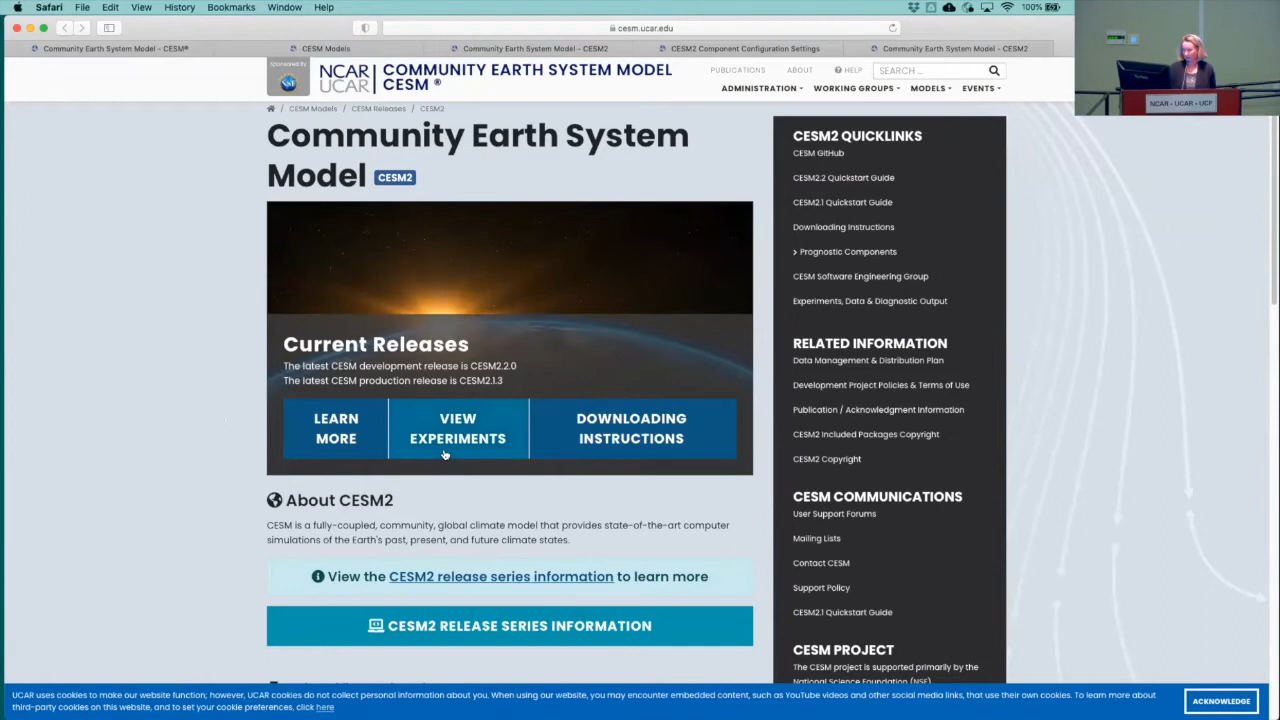 Safari File Edit View History Bookmarks Window Help 100%
cesm.ucar.edu
Community Earth System Model - CESM® CESM Models Community Earth System Model - CESM2 CESM2 Component Configuration Settings Community Earth System Model - CESM2
Sponsored By
NCAR
UCAR
COMMUNITY EARTH SYSTEM MODEL
CESM ®
PUBLICATIONS ABOUT HELP SEARCH ...
ADMINISTRATION WORKING GROUPS MODELS EVENTS
CESM Models / CESM Releases / CESM2
Community Earth System
Model CESM2
Current Releases
The latest CESM development release is CESM2.2.0
The latest CESM production release is CESM2.1.3
LEARN
MORE
VIEW
EXPERIMENTS
DOWNLOADING
INSTRUCTIONS
About CESM2
CESM is a fully-coupled, community, global climate model that provides state-of-the-art computer
simulations of the Earth's past, present, and future climate states.
View the CESM2 release series information to learn more
CESM2 RELEASE SERIES INFORMATION
CESM2 QUICKLINKS
CESM GitHub
CESM2.2 Quickstart Guide
CESM2.1 Quickstart Guide
Downloading Instructions
Prognostic Components
CESM Software Engineering Group
Experiments, Data & Diagnostic Output
RELATED INFORMATION
Data Management & Distribution Plan
Development Project Policies & Terms of Use
Publication / Acknowledgment Information
CESM2 Included Packages Copyright
CESM2 Copyright
CESM COMMUNICATIONS
User Support Forums
Mailing Lists
Contact CESM
Support Policy
CESM2.1 Quickstart Guide
CESM PROJECT
The CESM project is supported primarily by the
National Science Foundation (NSF)
NCAR • UCAR • UCP
UCAR uses cookies to make our website function; however, UCAR cookies do not collect personal information about you. When using our website, you may encounter embedded content, such as YouTube videos and other social media links, that use their own cookies. To learn more about
third-party cookies on this website, and to set your cookie preferences, click here
ACKNOWLEDGE